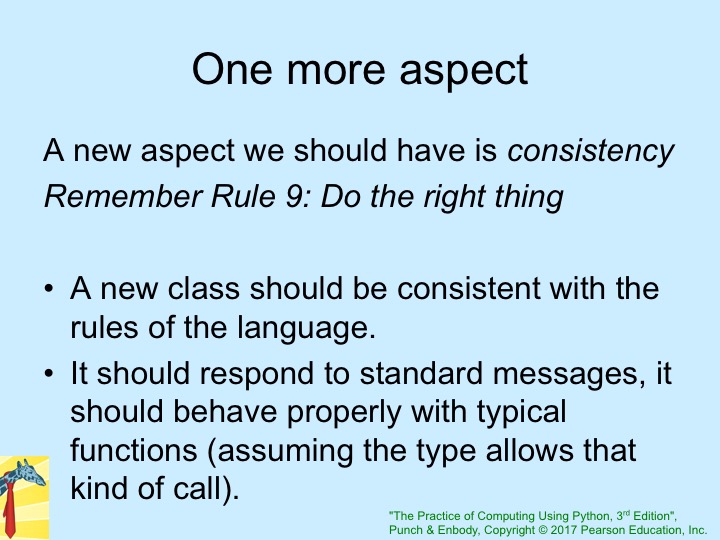 One more aspect
A new aspect we should have is consistency
Remember Rule 9: Do the right thing
• A new class should be consistent with the
rules of the language.
• It should respond to standard messages, it
should behave properly with typical
functions (assuming the type allows that
kind of call).
"The Practice of Computing Using Python, 3rd Edition",
Punch & Enbody, Copyright © 2017 Pearson Education, Inc.